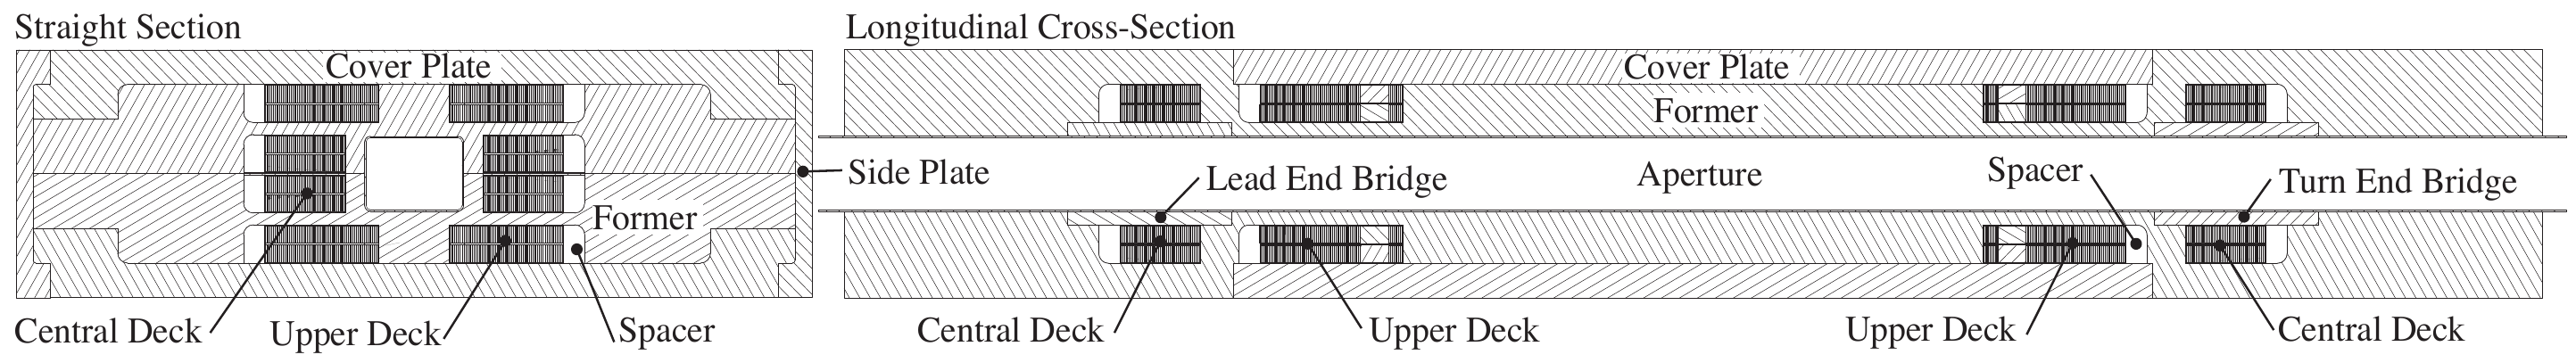 Straight Section
Cover Plate
Former
Side Plate
Central Deck
Upper Deck
Spacer
Longitudinal Cross-Section
Cover Plate
Former
Lead End Bridge
Aperture
Spacer
Turn End Bridge
Central Deck
Upper Deck
Upper Deck
Central Deck